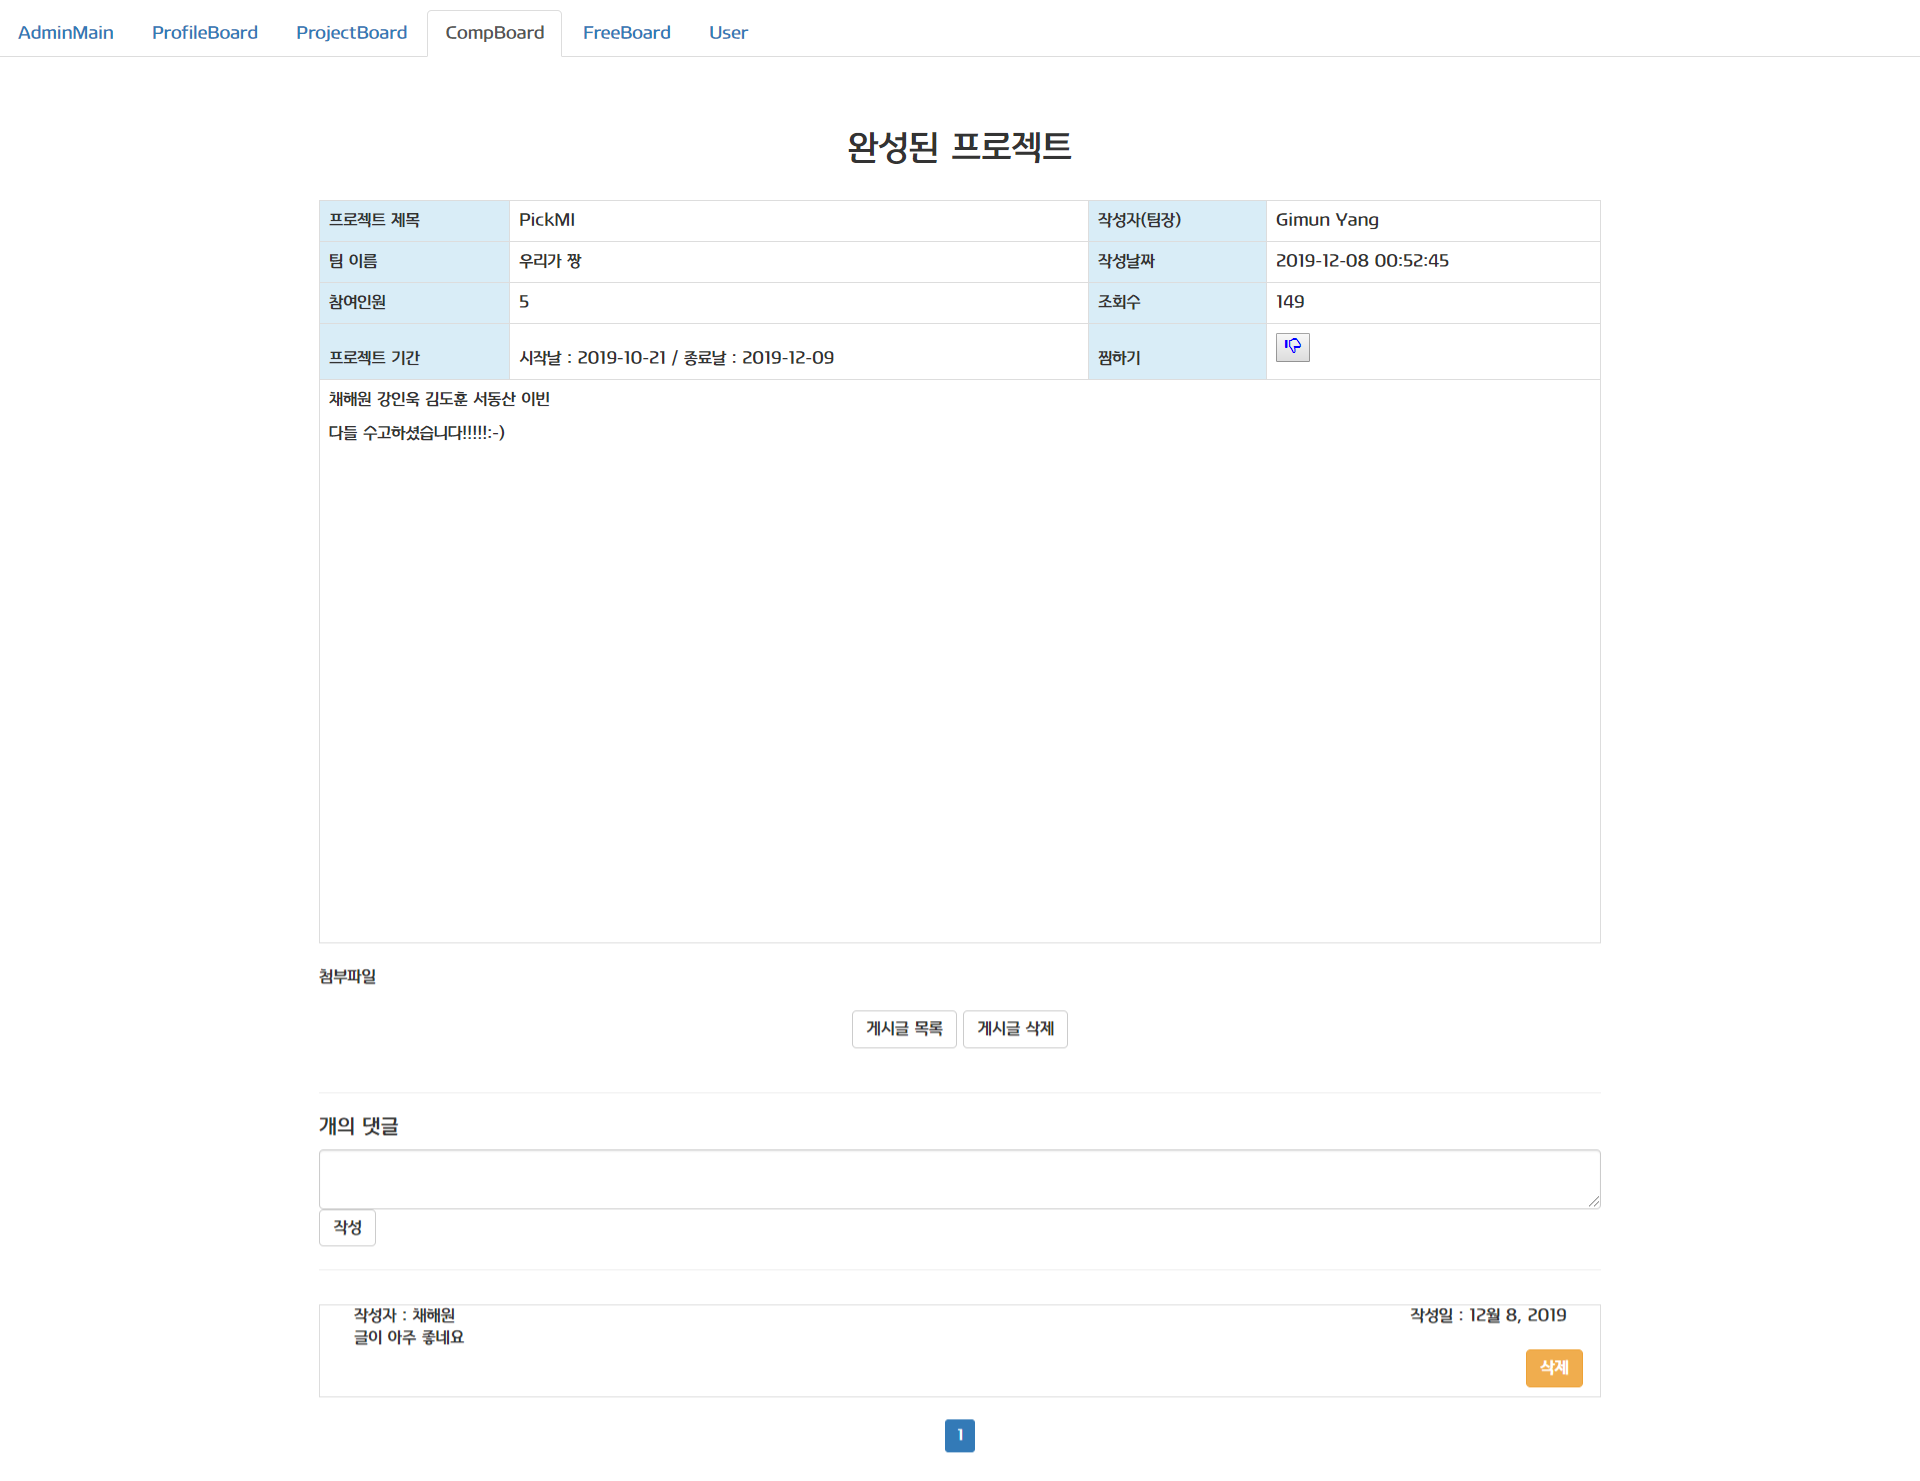 AdminMain ProfileBoard ProjectBoard CompBoard FreeBoard User
완성된 프로젝트
프로젝트 제목 PickMI 작성자(팀장) Gimun Yang
팀 이름 우리가 짱 작성날짜 2019-12-08 00:52:45
참여인원 5 조회수 149
프로젝트 기간 시작날 : 2019-10-21 / 종료날 : 2019-12-09 찜하기
채해원 강인욱 김도훈 서동산 이빈
다들 수고하셨습니다!!!!!:-)
첨부파일
게시글 목록 게시글 삭제
개의 댓글
작성
작성자 : 채해원 작성일 : 12월 8, 2019
글이 아주 좋네요
삭제
1